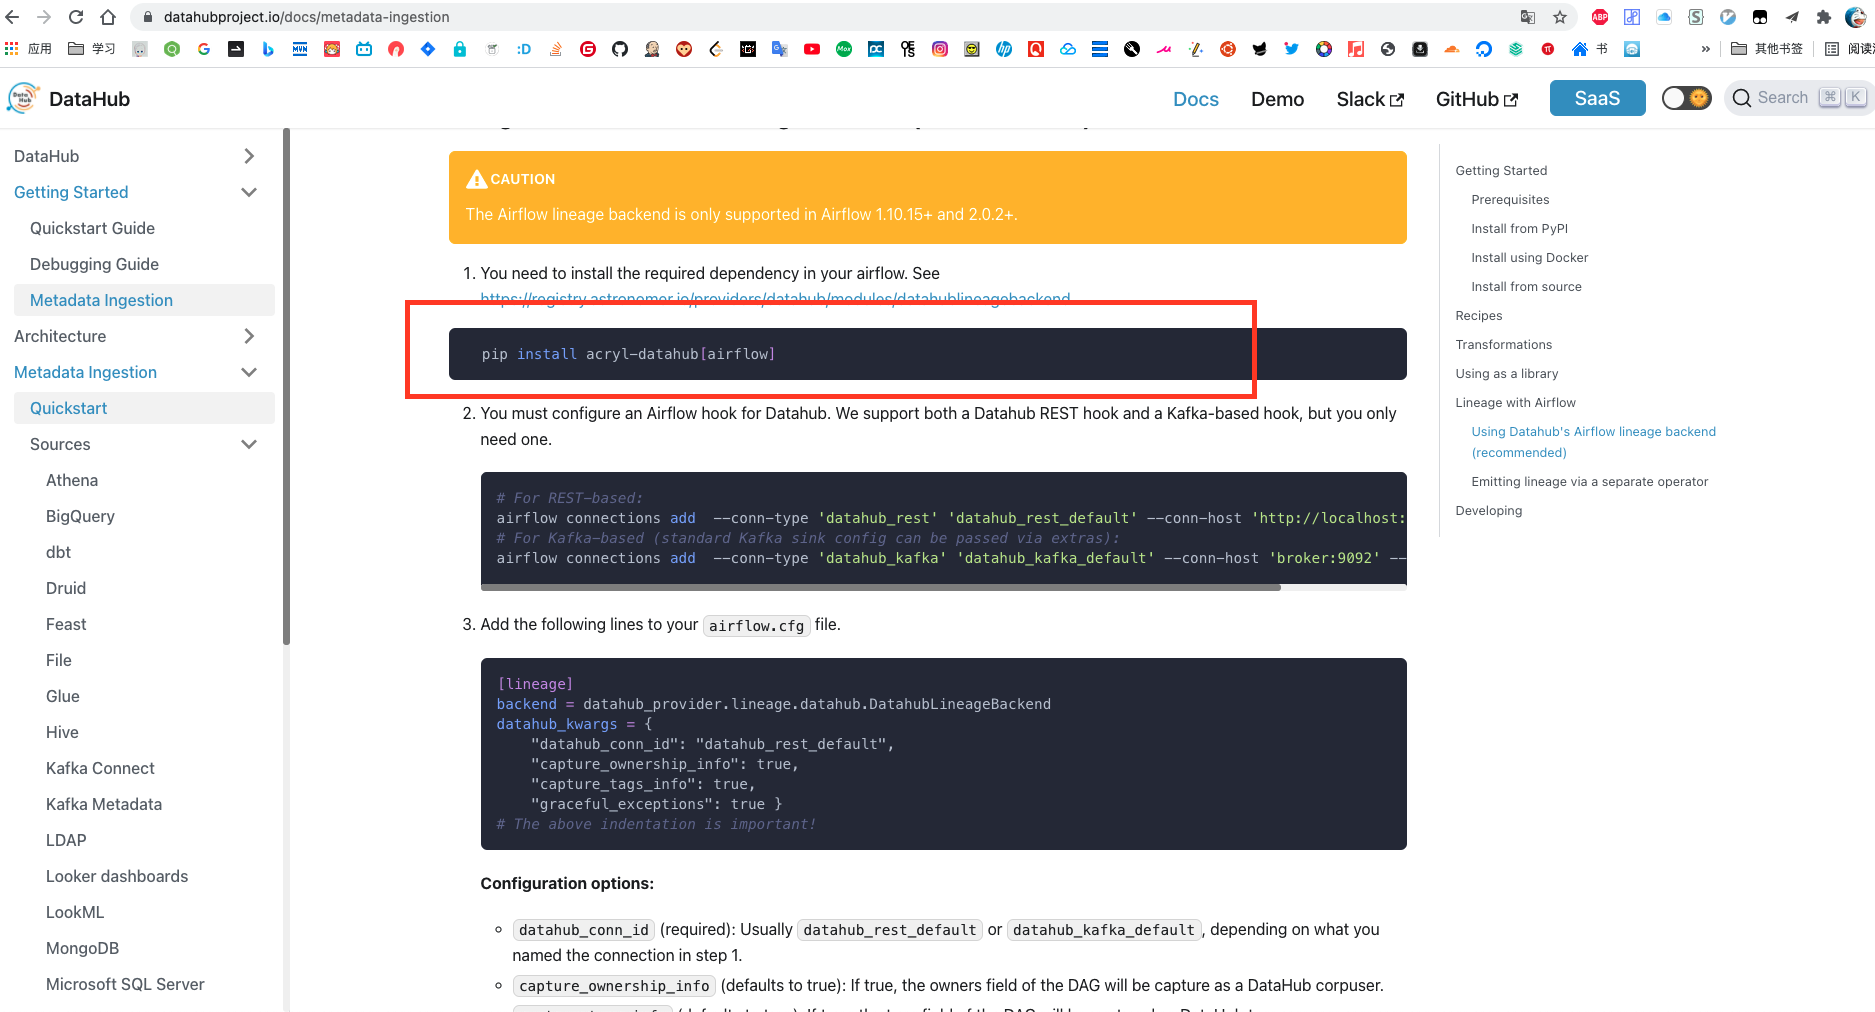 datahubproject.io/docs/metadata-ingestion
应用 学习 书 » 其他书签
DataHub
Docs Demo Slack GitHub SaaS Search ⌘ K
DataHub
Getting Started
Quickstart Guide
Debugging Guide
Metadata Ingestion
Architecture
Metadata Ingestion
Quickstart
Sources
Athena
BigQuery
dbt
Druid
Feast
File
Glue
Hive
Kafka Connect
Kafka Metadata
LDAP
Looker dashboards
LookML
MongoDB
Microsoft SQL Server
CAUTION
The Airflow lineage backend is only supported in Airflow 1.10.15+ and 2.0.2+.
1. You need to install the required dependency in your airflow. See
https://registry.astronomer.io/providers/datahub/modules/datahublineagebackend
pip install acryl-datahub[airflow]
2. You must configure an Airflow hook for Datahub. We support both a Datahub REST hook and a Kafka-based hook, but you only
need one.
# For REST-based:
airflow connections add  --conn-type 'datahub_rest' 'datahub_rest_default' --conn-host 'http://localhost:
# For Kafka-based (standard Kafka sink config can be passed via extras):
airflow connections add  --conn-type 'datahub_kafka' 'datahub_kafka_default' --conn-host 'broker:9092' --
3. Add the following lines to your airflow.cfg file.
[lineage]
backend = datahub_provider.lineage.datahub.DatahubLineageBackend
datahub_kwargs = {
"datahub_conn_id": "datahub_rest_default",
"capture_ownership_info": true,
"capture_tags_info": true,
"graceful_exceptions": true }
# The above indentation is important!
Configuration options:
datahub_conn_id (required): Usually datahub_rest_default or datahub_kafka_default, depending on what you
named the connection in step 1.
capture_ownership_info (defaults to true): If true, the owners field of the DAG will be capture as a DataHub corpuser.
Getting Started
Prerequisites
Install from PyPI
Install using Docker
Install from source
Recipes
Transformations
Using as a library
Lineage with Airflow
Using Datahub's Airflow lineage backend
(recommended)
Emitting lineage via a separate operator
Developing